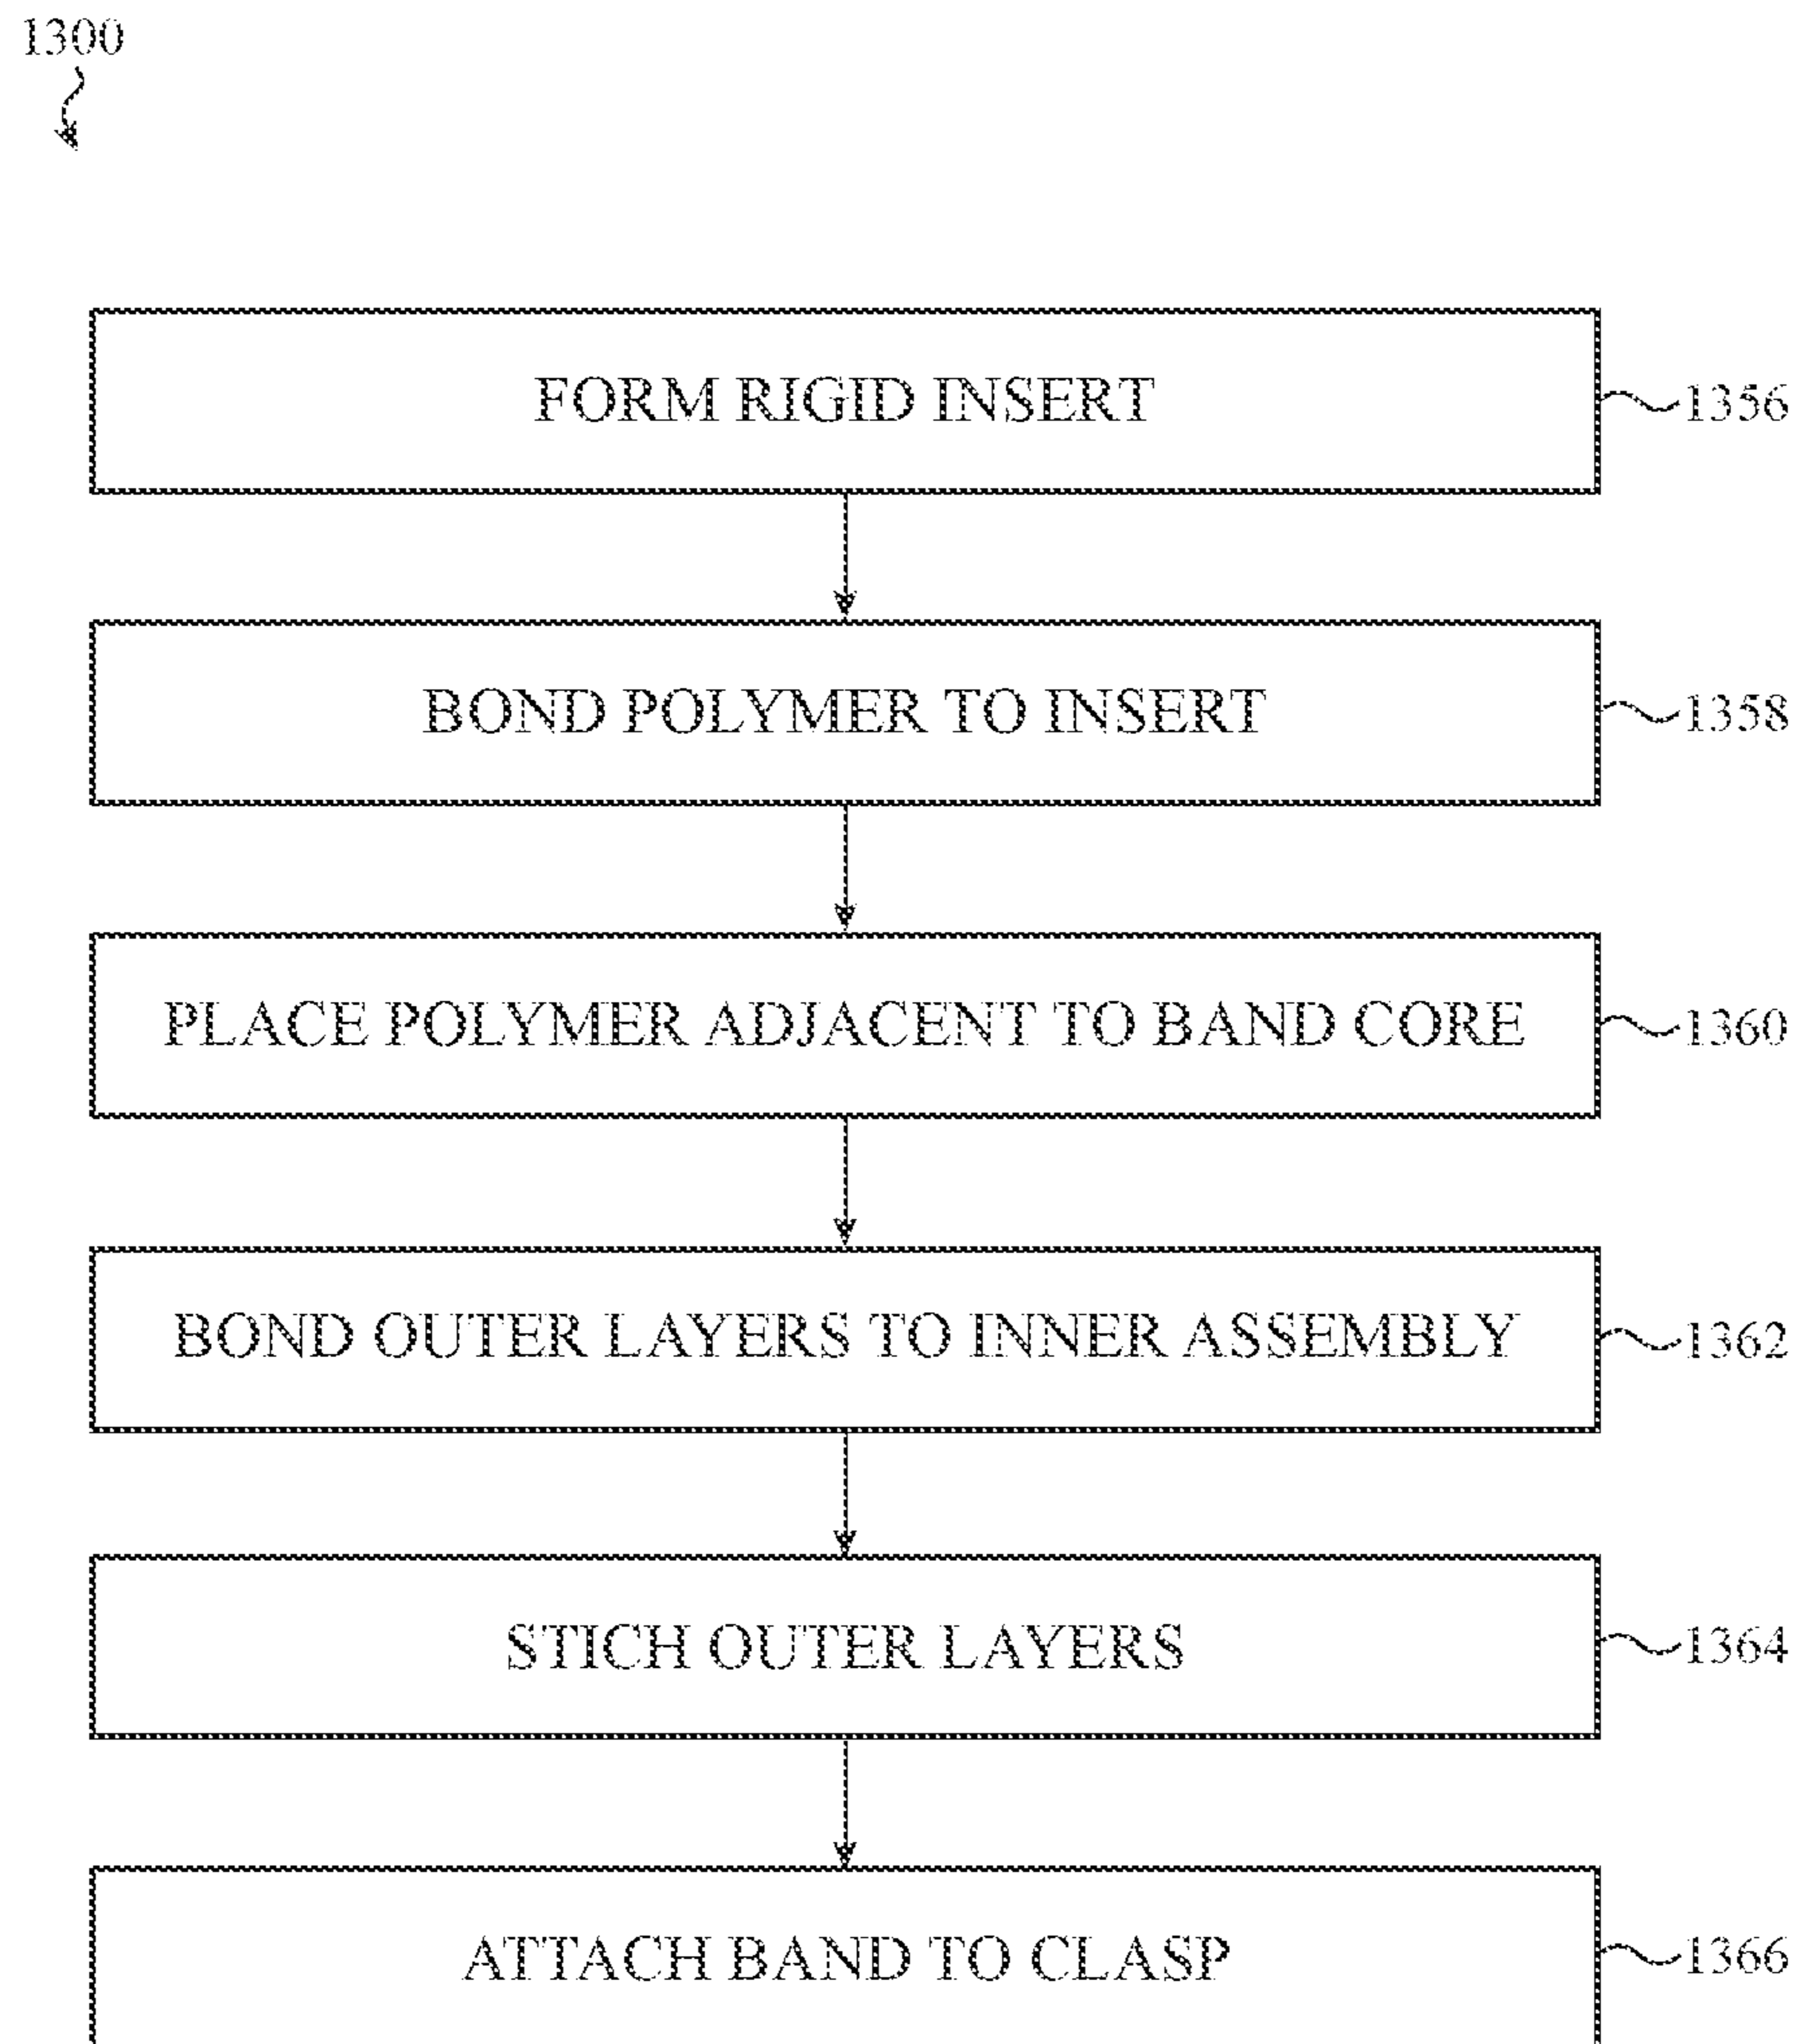 1300
FORM RIGID INSERT
1356
BOND POLYMER TO INSERT
1358
PLACE POLYMER ADJACENT TO BAND CORE
1360
BOND OUTER LAYERS TO INNER ASSEMBLY
1362
STICH OUTER LAYERS
1364
ATTACH BAND TO CLASP
1366